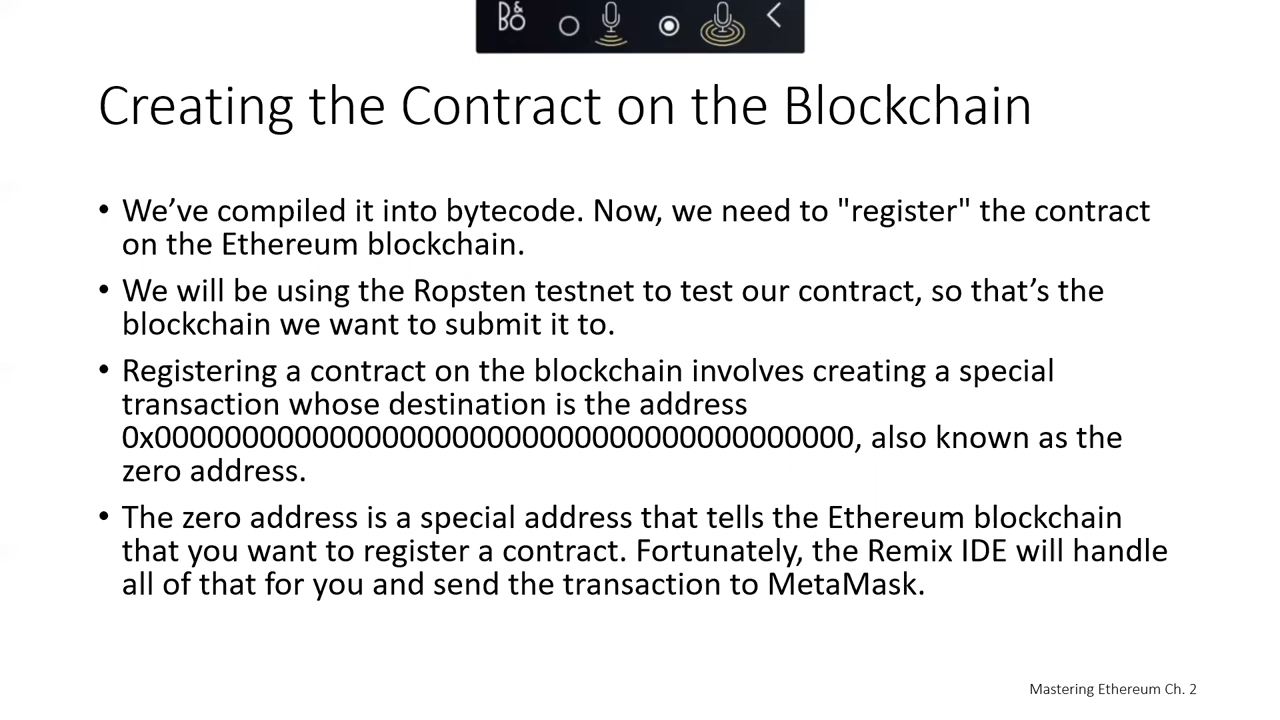 B&O
Creating the Contract on the Blockchain
• We’ve compiled it into bytecode. Now, we need to "register" the contract
on the Ethereum blockchain.
• We will be using the Ropsten testnet to test our contract, so that’s the
blockchain we want to submit it to.
• Registering a contract on the blockchain involves creating a special
transaction whose destination is the address
0x0000000000000000000000000000000000000000, also known as the
zero address.
• The zero address is a special address that tells the Ethereum blockchain
that you want to register a contract. Fortunately, the Remix IDE will handle
all of that for you and send the transaction to MetaMask.
Mastering Ethereum Ch. 2